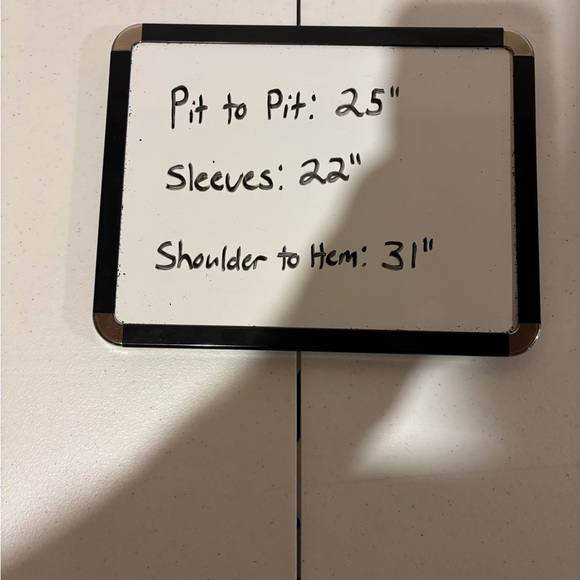 Pit to Pit: 25"
Sleeves: 22"
Shoulder to Hem: 31"